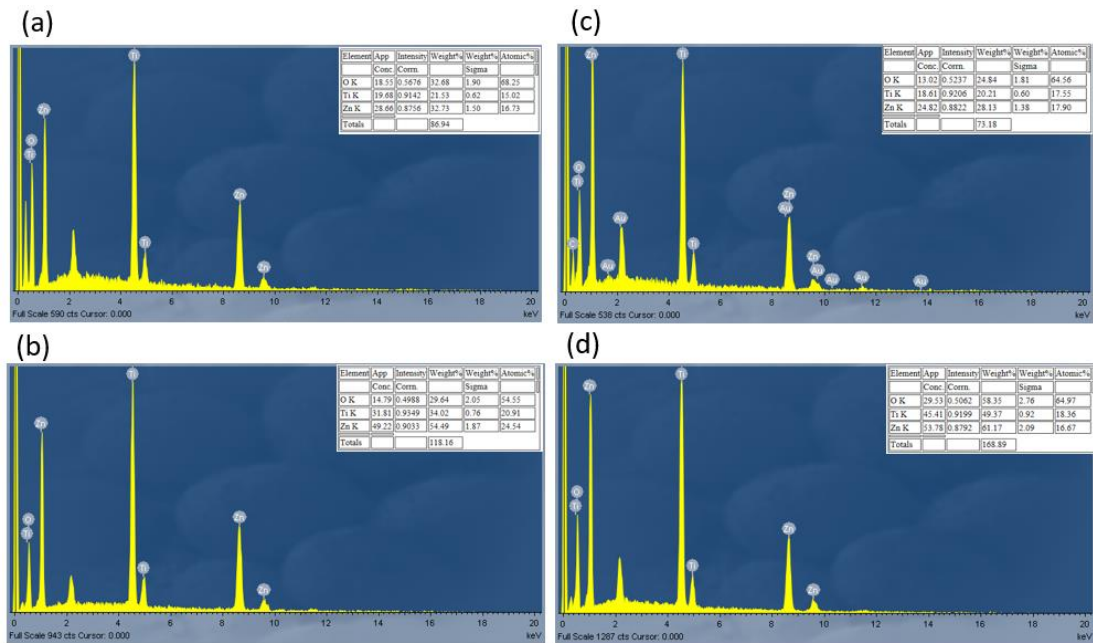 (a)
Element App Intensity Weight% Weight% Atomic%
Conc. Corrn. Sigma
O K 18.55 0.5676 32.68 1.90 68.25
Ti K 19.68 0.9142 21.53 0.62 15.02
Zn K 28.66 0.8756 32.73 1.50 16.73
Totals 86.94
Ti
Zn
O
Ti
Zn
Ti
Zn
0 2 4 6 8 10 12 14 16 18 20
Full Scale 590 cts Cursor: 0.000 keV
(c)
Element App Intensity Weight% Weight% Atomic%
Conc. Corrn. Sigma
O K 13.02 0.5237 24.84 1.81 64.56
Ti K 18.61 0.9206 20.21 0.60 17.55
Zn K 24.82 0.8822 28.13 1.38 17.90
Totals 73.18
Zn Ti
O
Ti
Zn
Au
Au
C
Ti
Zn
Au
Au
Au
Au
Au
0 2 4 6 8 10 12 14 16 18 20
Full Scale 538 cts Cursor: 0.000 keV
(b)
Element App Intensity Weight% Weight% Atomic%
Conc. Corrn. Sigma
O K 14.79 0.4988 29.64 2.05 54.55
Ti K 31.81 0.9349 34.02 0.76 20.91
Zn K 49.22 0.9033 54.49 1.87 24.54
Totals 118.16
Ti
Zn
O
Ti
Zn
Ti
Zn
0 2 4 6 8 10 12 14 16 18 20
Full Scale 943 cts Cursor: 0.000 keV
(d)
Element App Intensity Weight% Weight% Atomic%
Conc. Corrn. Sigma
O K 29.53 0.5062 58.35 2.76 64.97
Ti K 45.41 0.9199 49.37 0.92 18.36
Zn K 53.78 0.8792 61.17 2.09 16.67
Totals 168.89
Ti
Zn
O
Ti
Zn
Ti
Zn
0 2 4 6 8 10 12 14 16 18 20
Full Scale 1287 cts Cursor: 0.000 keV